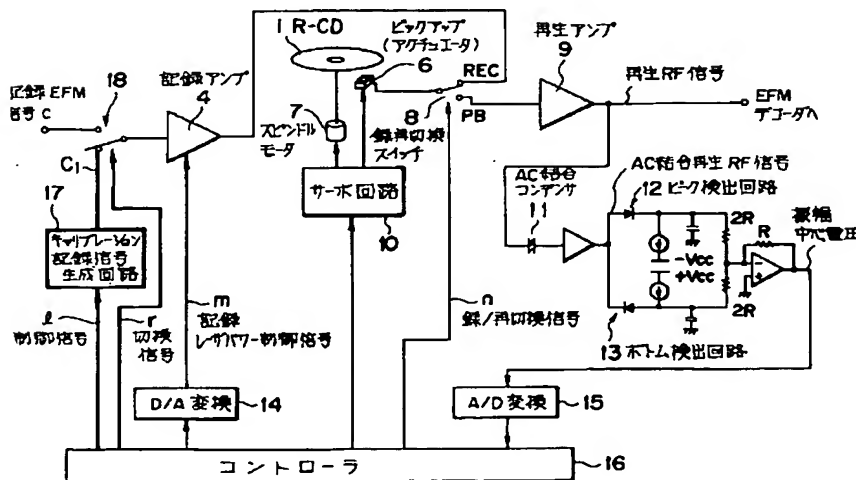 1 R-CD
ピックアップ
(アクチュエータ)
6
REC
再生アンプ
9
再生RF信号
EFM
デコーダへ
記録EFM
信号 C
18
記録アンプ
4
7
スピンドル
モータ
8
PB
録再切換
スイッチ
C1
17
キャリブレーション
記録信号
生成回路
サーボ回路
10
AC結合
コンデンサ
11
AC結合再生RF信号
12 ピーク検出回路
2R
R
振幅
中心電圧
-Vcc
+Vcc
2R
13 ボトム検出回路
l
制御信号
r
切換
信号
m 記録
レーザパワー制御信号
n
録/再切換信号
D/A 変換
14
A/D 変換
15
コントローラ
16